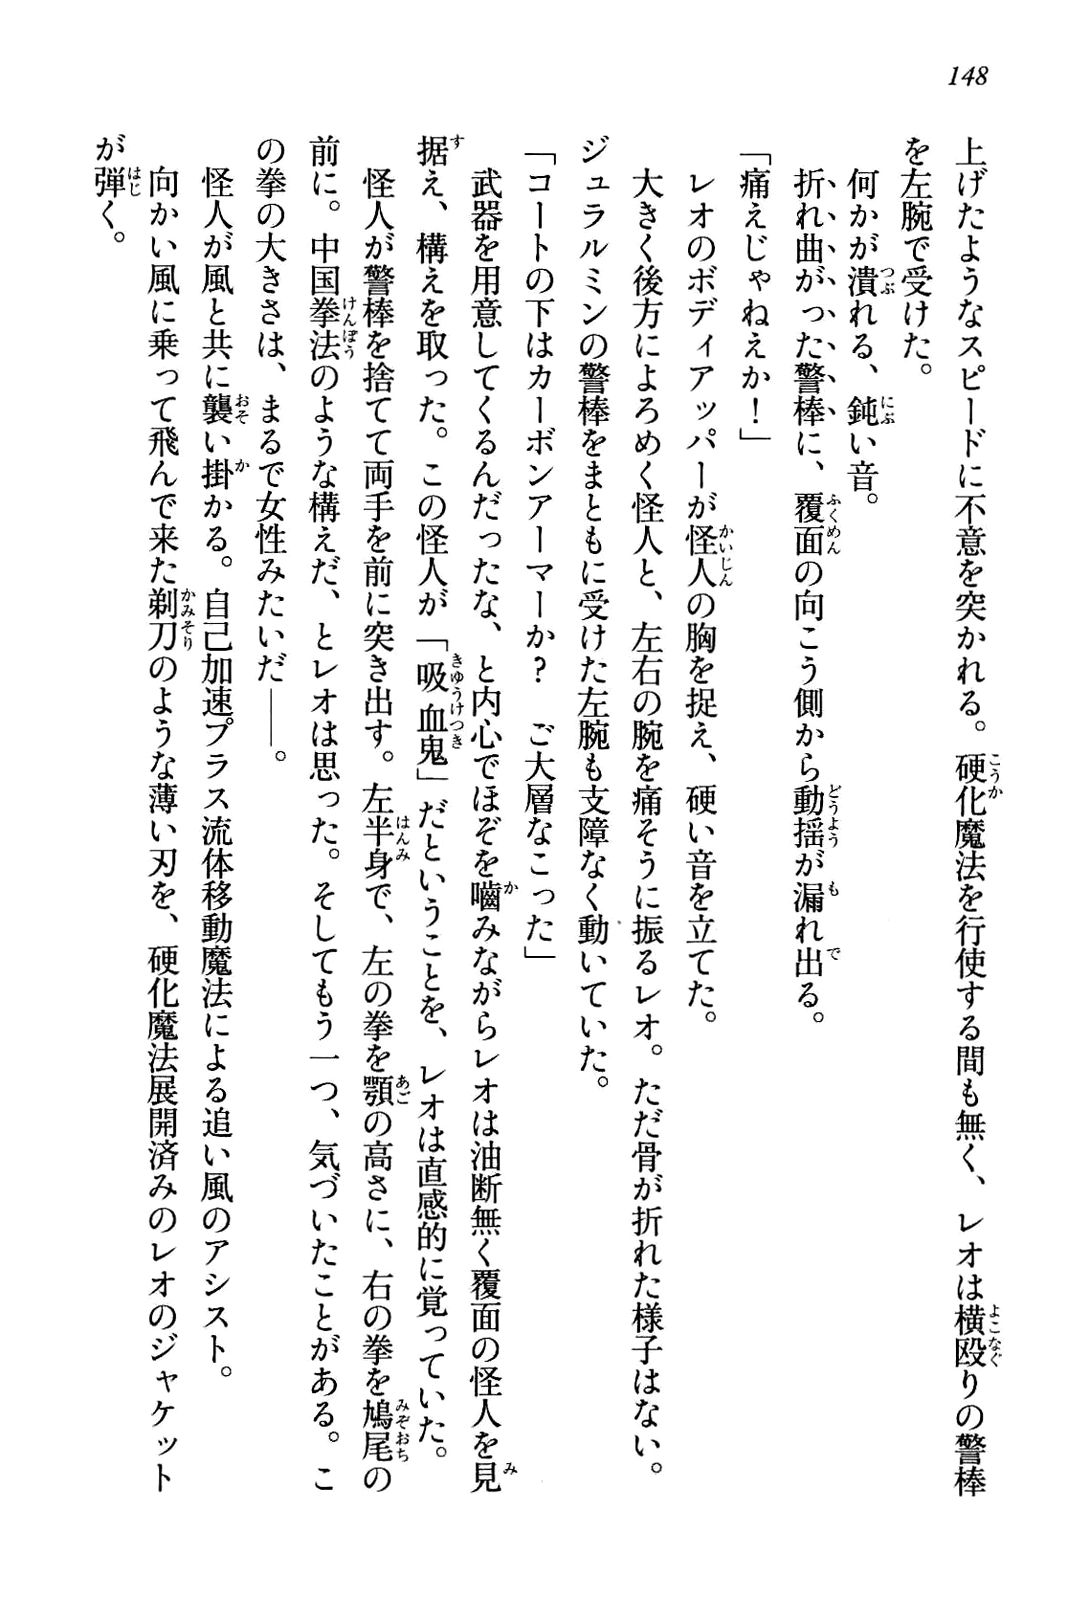 148
上げたようなスピードに不意を突かれる。硬化魔法を行使する間も無く、レオは横殴りの警棒
を左腕で受けた。
何かが潰れる、鈍い音。
折れ曲がった警棒に、覆面の向こう側から動揺が漏れ出る。
「痛えじゃねえか！」
レオのボディアッパーが怪人の胸を捉え、硬い音を立てた。
大きく後方によろめく怪人と、左右の腕を痛そうに振るレオ。ただ骨が折れた様子はない。
ジュラルミンの警棒をまともに受けた左腕も支障なく動いていた。
「コートの下はカーボンアーマーか？　ご大層なこった」
武器を用意してくるんだったな、と内心でほぞを嚙みながらレオは油断無く覆面の怪人を見
据え、構えを取った。この怪人が「吸血鬼」だということを、レオは直感的に覚っていた。
怪人が警棒を捨てて両手を前に突き出す。左半身で、左の拳を顎の高さに、右の拳を鳩尾の
前に。中国拳法のような構えだ、とレオは思った。そしてもう一つ、気づいたことがある。こ
の拳の大きさは、まるで女性みたいだ――。
怪人が風と共に襲い掛かる。自己加速プラス流体移動魔法による追い風のアシスト。
向かい風に乗って飛んで来た剃刀のような薄い刃を、硬化魔法展開済みのレオのジャケット
が弾く。